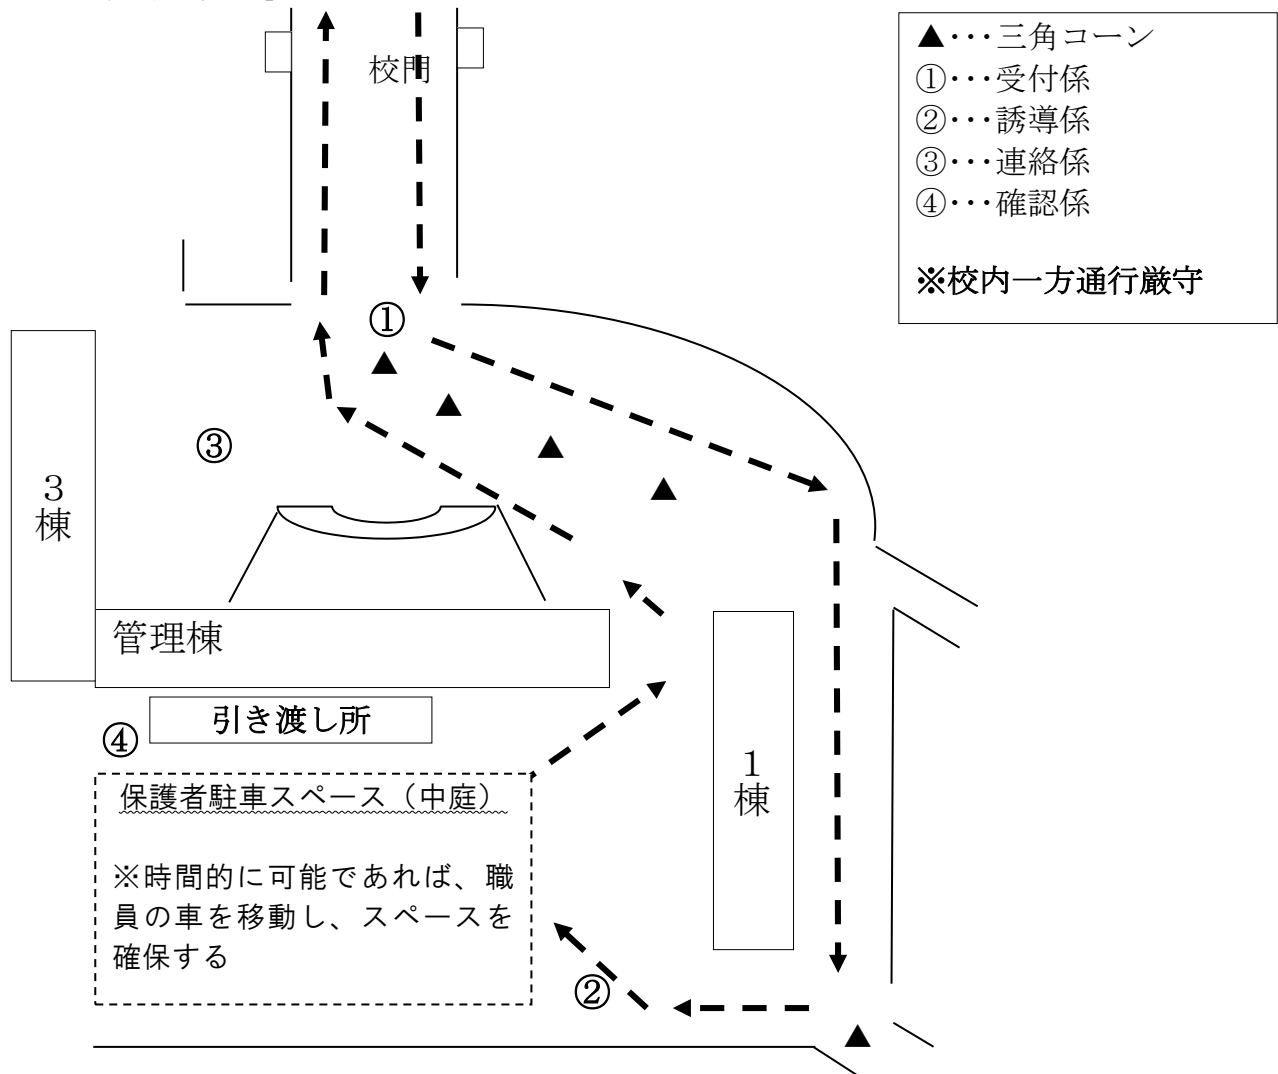 校門
▲･･･三角コーン
①･･･受付係
②･･･誘導係
③･･･連絡係
④･･･確認係
※校内一方通行厳守
①
▲
▲
▲
▲
③
３棟
管理棟
引き渡し所
④
１棟
保護者駐車スペース（中庭）
※時間的に可能であれば、職
員の車を移動し、スペースを
確保する
②
▲